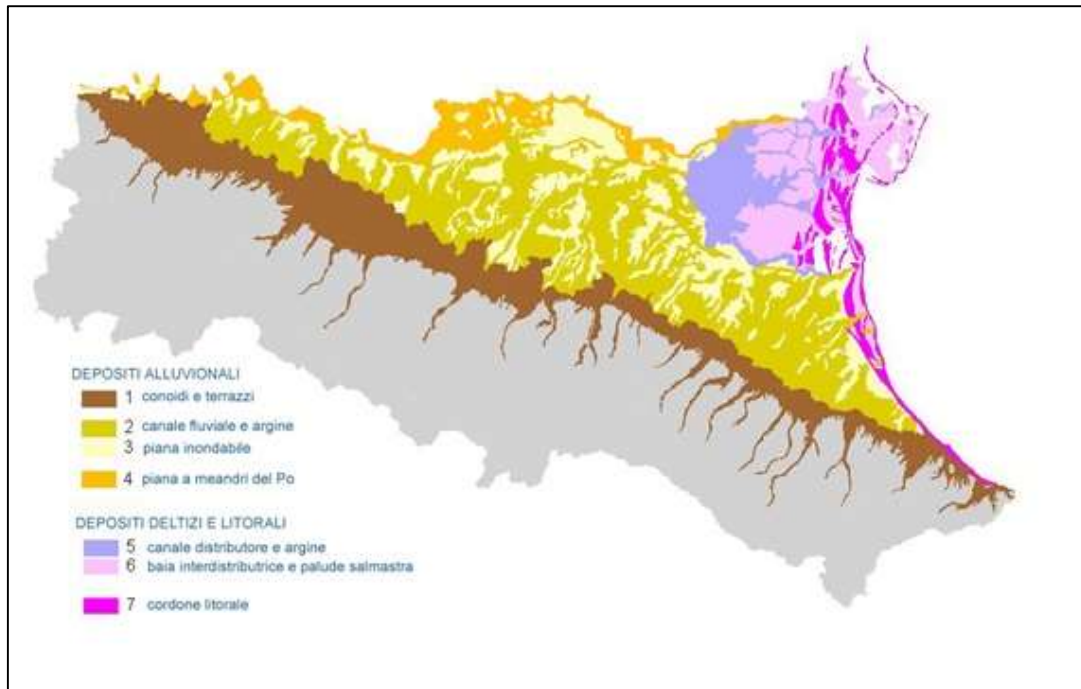 DEPOSITI ALLUVIONALI
1 conoidi e terrazzi
2 canale fluviale e argine
3 piana inondabile
4 piana a meandri del Po
DEPOSITI DELTIZI E LITORALI
5 canale distributore e argine
6 baia interdistributrice e palude salmastra
7 cordone litorale